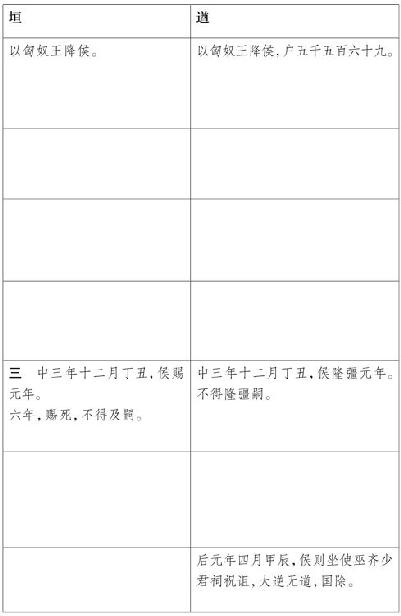 垣
遒
以匈奴王降侯。
以匈奴王降侯，户五千五百六十九。
三 中三年十二月丁丑，侯赐
元年。
六年，赐死，不得及嗣。
中三年十二月丁丑，侯隆疆元年。
不得隆疆嗣。
后元年四月甲辰，侯则坐使巫齐少
君祠祝诅，大逆无道，国除。